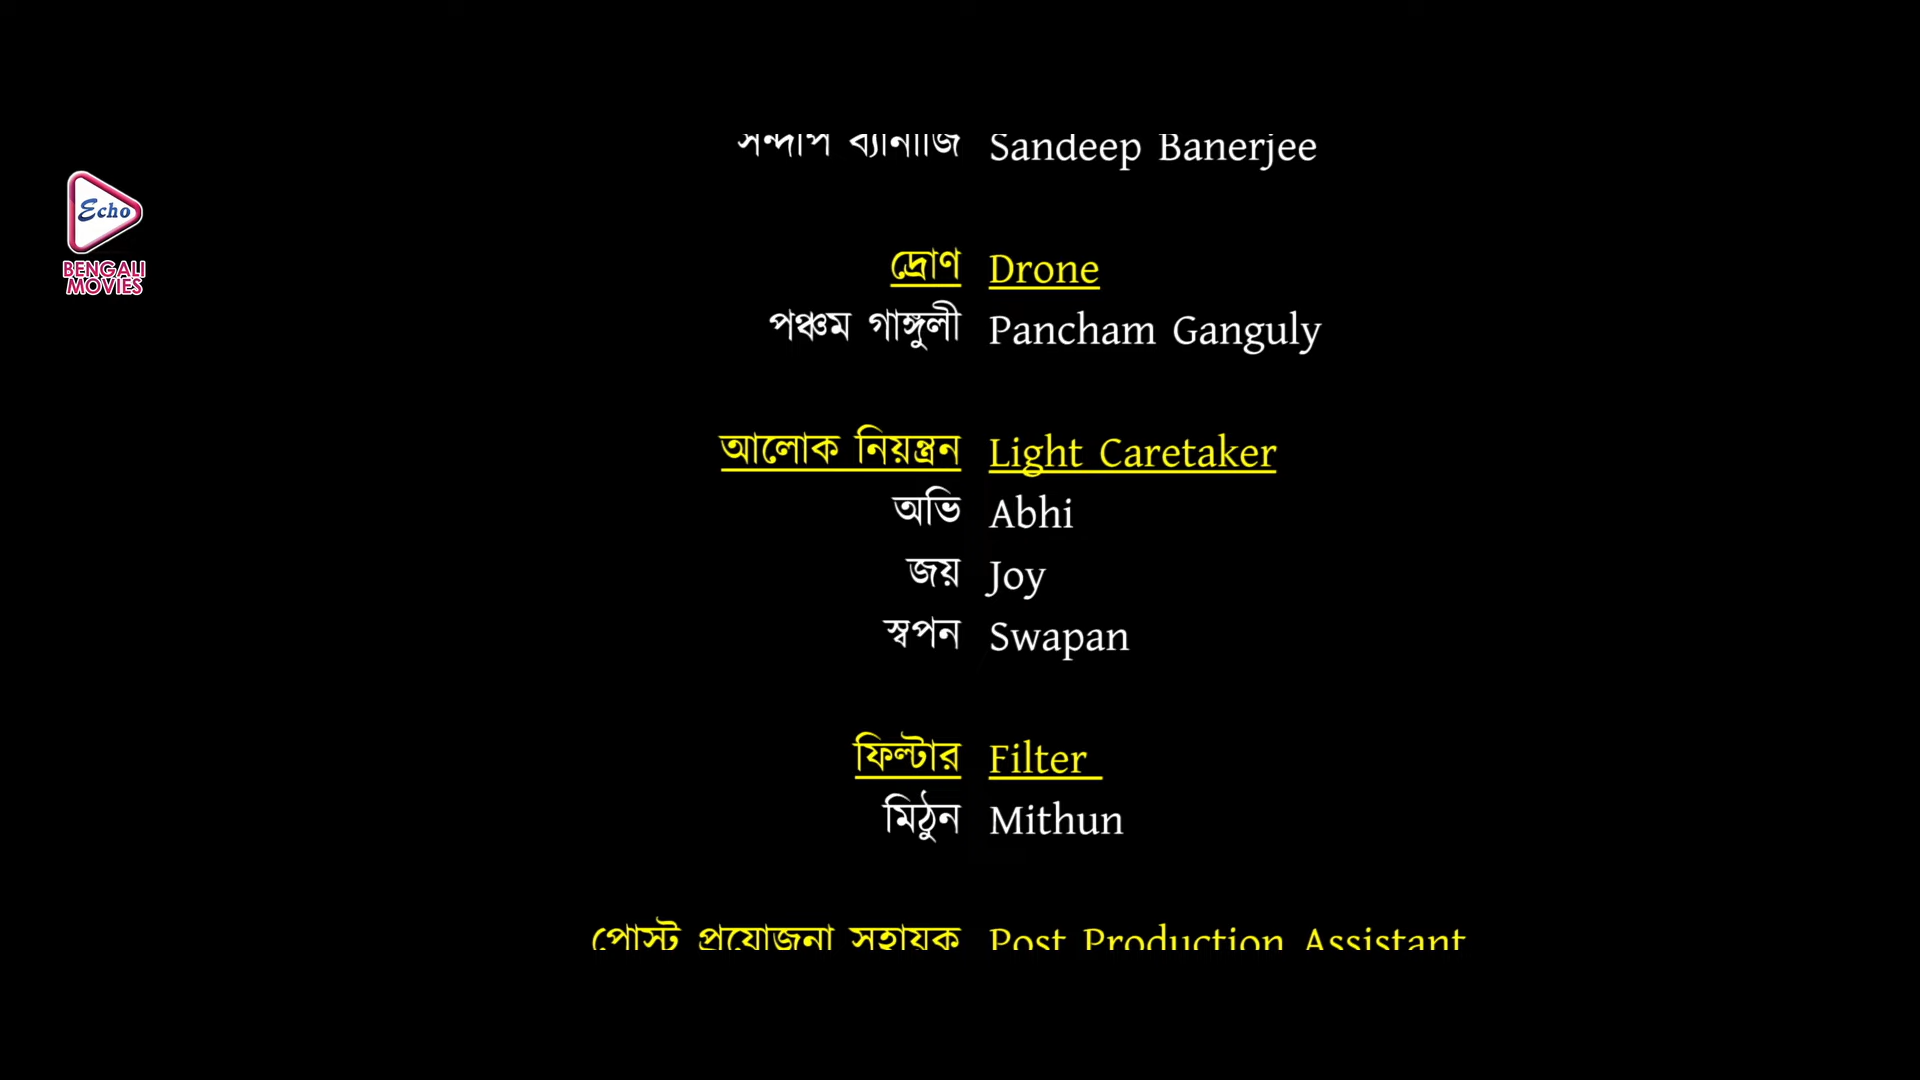 সন্দীপ ব্যানার্জি Sandeep Banerjee
Echo
BENGALI
MOVIES
দ্রোণ Drone
পঞ্চম গাঙ্গুলী Pancham Ganguly
আলোক নিয়ন্ত্রন Light Caretaker
অভি Abhi
জয় Joy
স্বপন Swapan
ফিল্টার Filter
মিঠুন Mithun
পোস্ট প্রযোজনা সহায়ক Post Production Assistant